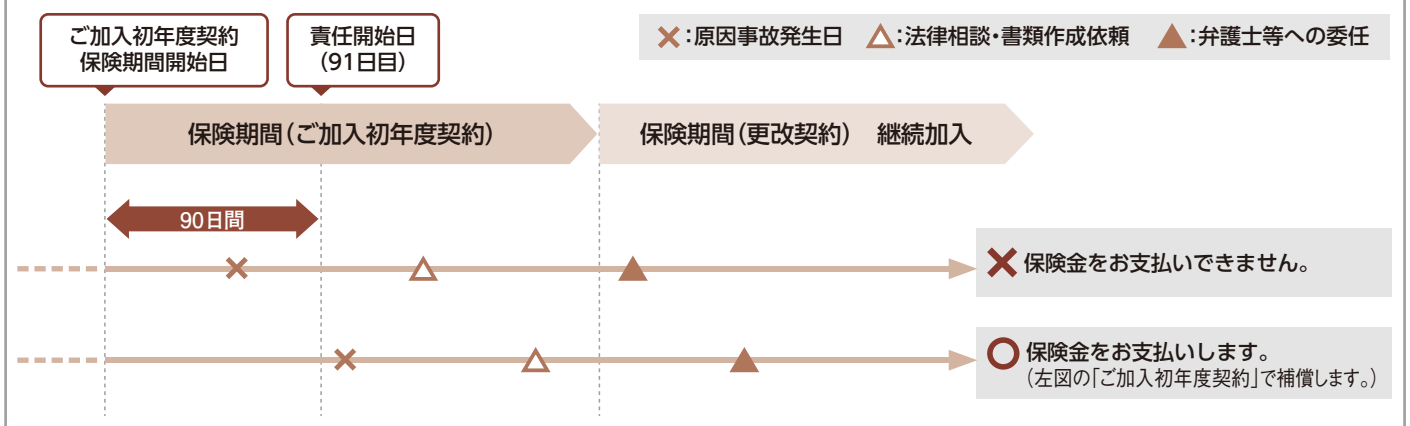 ご加入初年度契約
保険期間開始日
責任開始日
(91日目)
×:原因事故発生日 △:法律相談・書類作成依頼 ▲:弁護士等への委任
保険期間(ご加入初年度契約)
保険期間(更改契約) 継続加入
90日間
×保険金をお支払いできません。
○保険金をお支払いします。
(左図の「ご加入初年度契約」で補償します。)